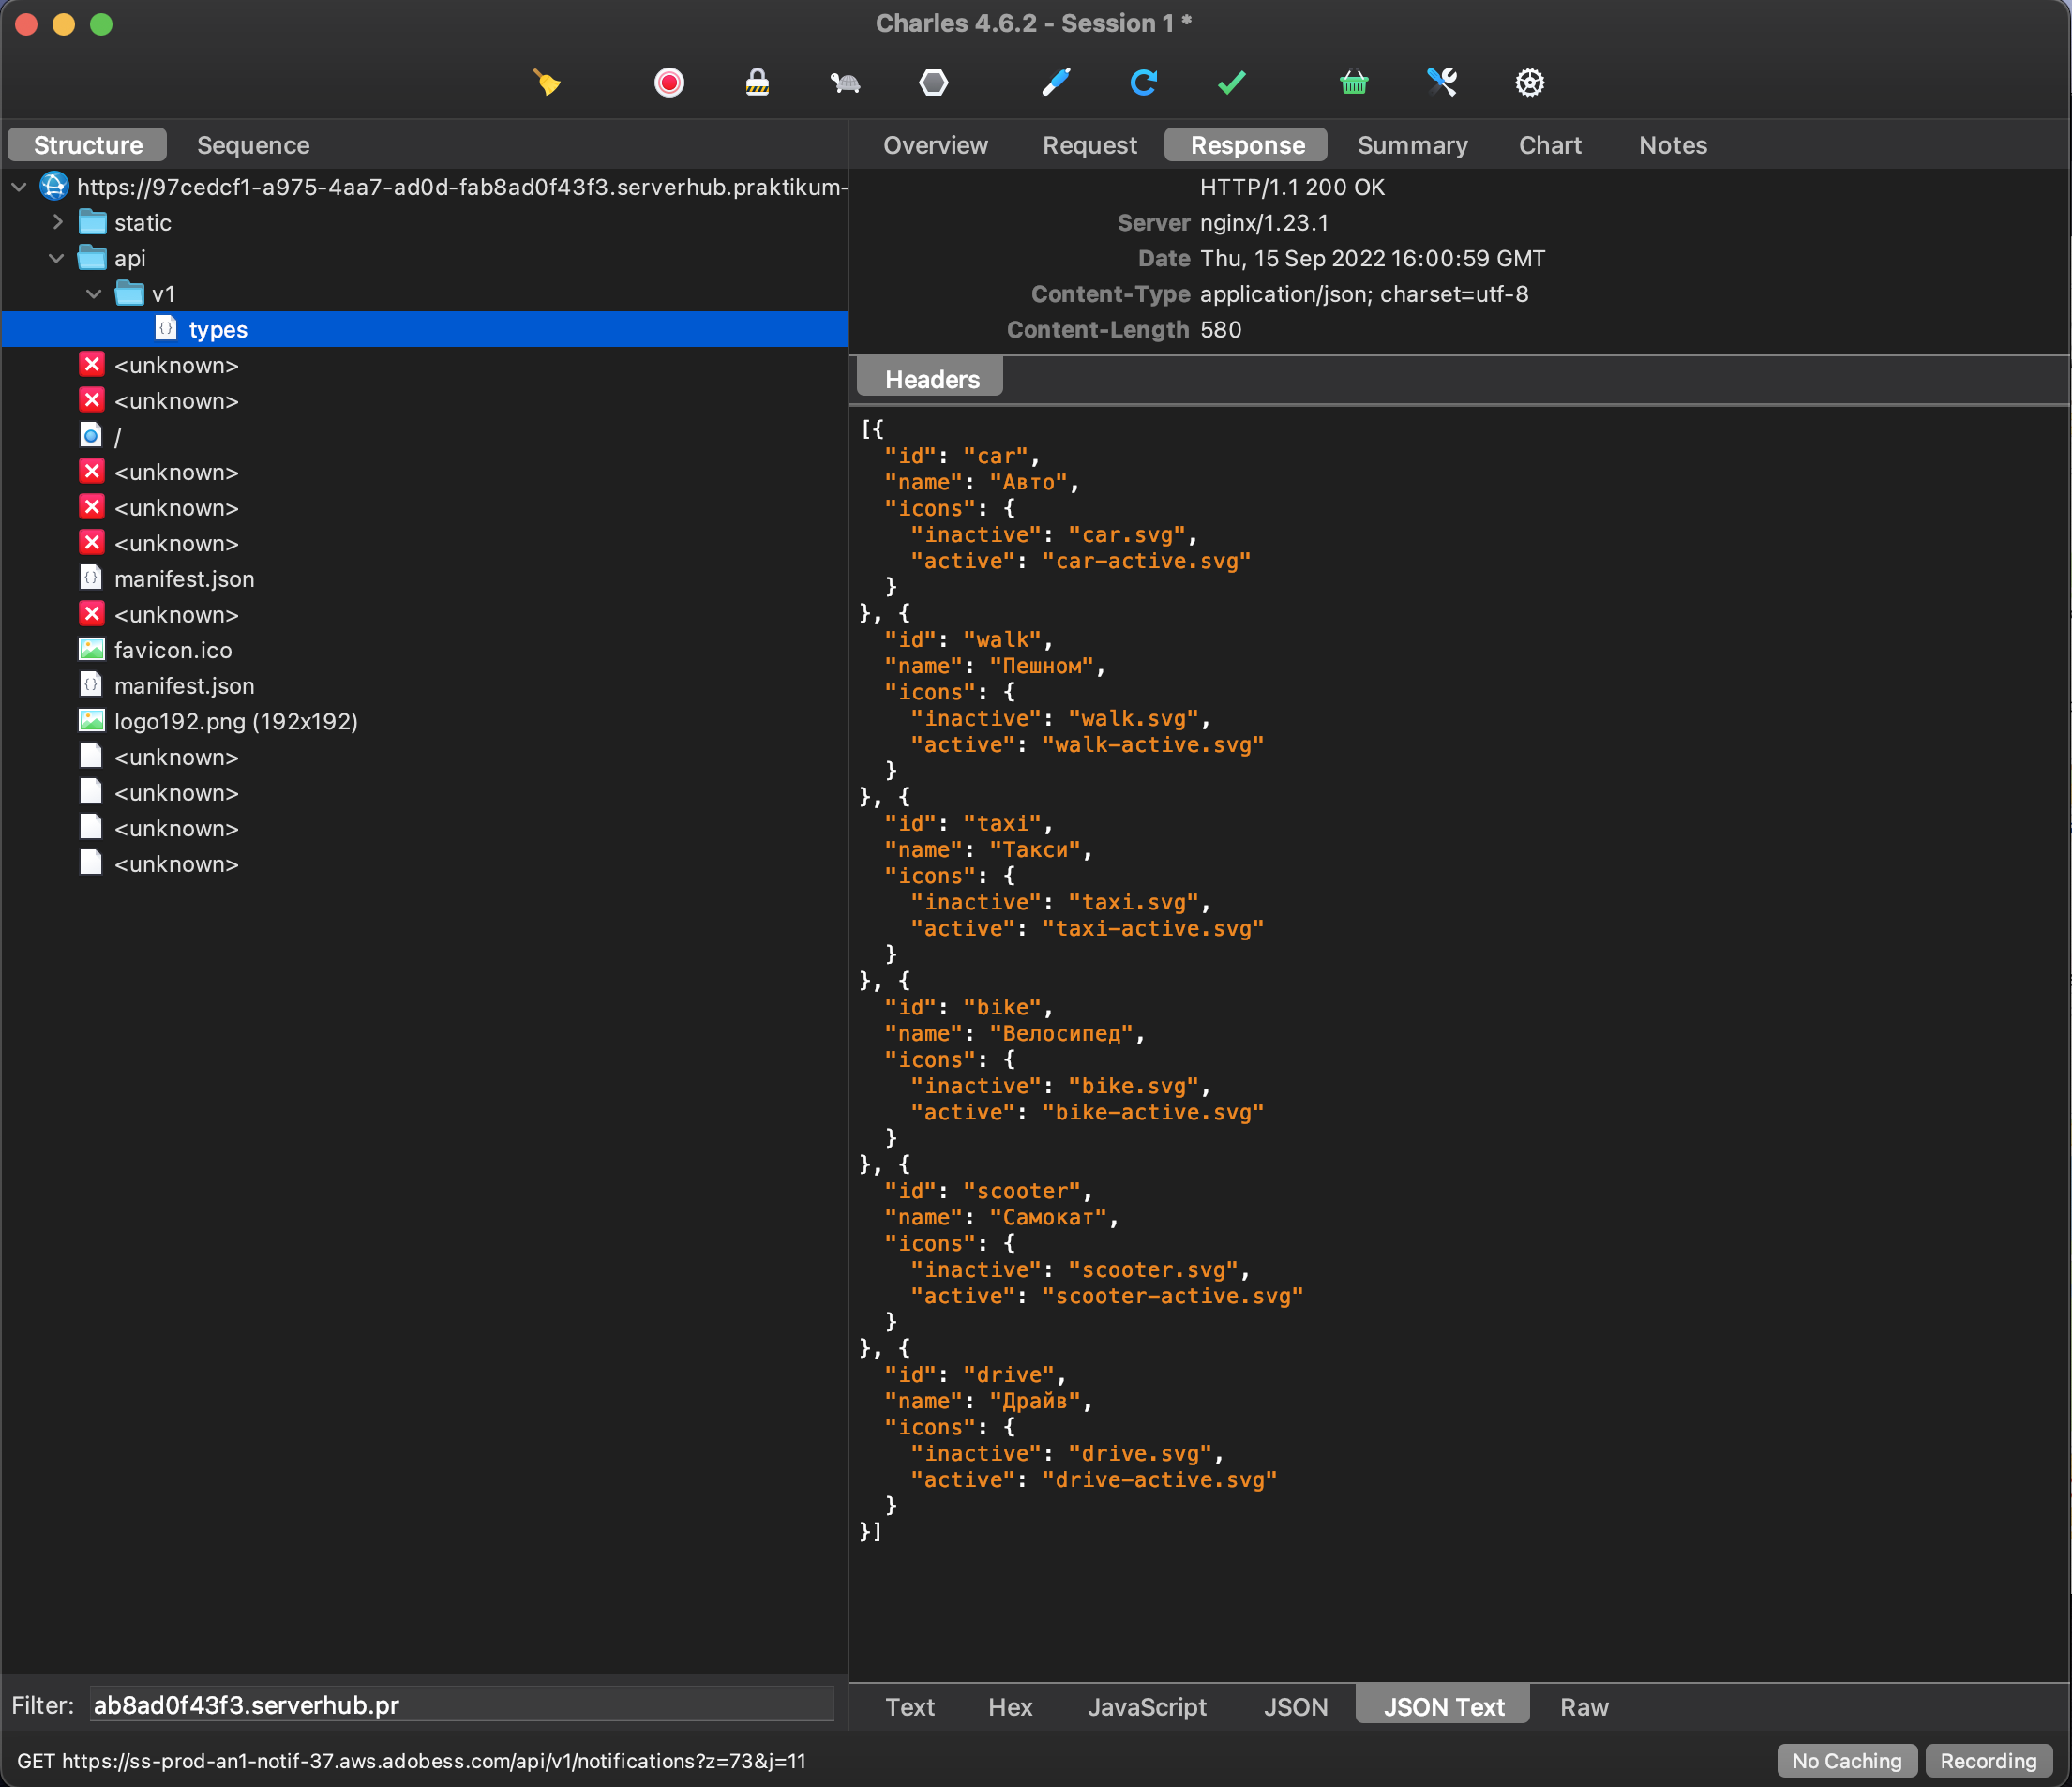 Charles 4.6.2 - Session 1 *
Structure
Sequence
https://97cedcf1-a975-4aa7-ad0d-fab8ad0f43f3.serverhub.praktikum-
static
api
v1
types
<unknown>
<unknown>
/
<unknown>
<unknown>
<unknown>
manifest.json
<unknown>
favicon.ico
manifest.json
logo192.png (192x192)
<unknown>
<unknown>
<unknown>
<unknown>
Filter: ab8ad0f43f3.serverhub.pr
Overview Request Response Summary Chart Notes
HTTP/1.1 200 OK
Server nginx/1.23.1
Date Thu, 15 Sep 2022 16:00:59 GMT
Content-Type application/json; charset=utf-8
Content-Length 580
Headers
[{
"id": "car",
"name": "Авто",
"icons": {
"inactive": "car.svg",
"active": "car-active.svg"
}
}, {
"id": "walk",
"name": "Пешном",
"icons": {
"inactive": "walk.svg",
"active": "walk-active.svg"
}
}, {
"id": "taxi",
"name": "Такси",
"icons": {
"inactive": "taxi.svg",
"active": "taxi-active.svg"
}
}, {
"id": "bike",
"name": "Велосипед",
"icons": {
"inactive": "bike.svg",
"active": "bike-active.svg"
}
}, {
"id": "scooter",
"name": "Самокат",
"icons": {
"inactive": "scooter.svg",
"active": "scooter-active.svg"
}
}, {
"id": "drive",
"name": "Драйв",
"icons": {
"inactive": "drive.svg",
"active": "drive-active.svg"
}
}]
Text Hex JavaScript JSON JSON Text Raw
GET https://ss-prod-an1-notif-37.aws.adobess.com/api/v1/notifications?z=73&j=11
No Caching
Recording